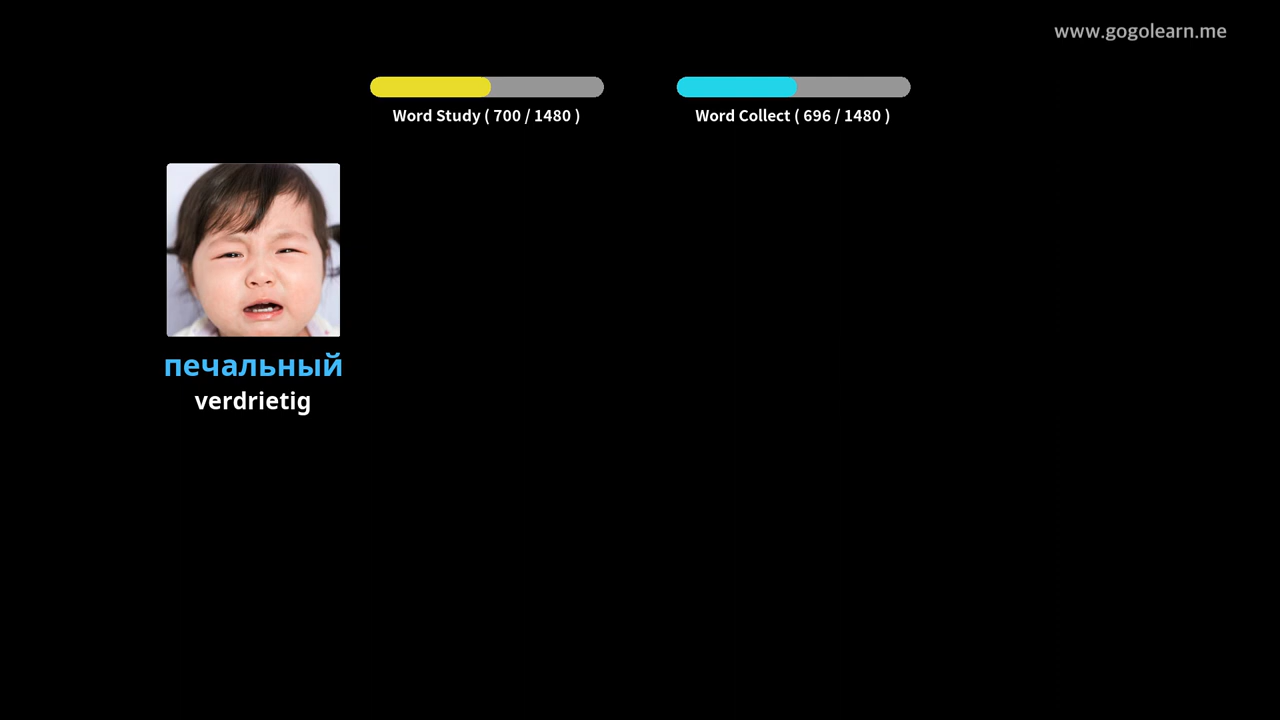 www.gogolearn.me
Word Study ( 700 / 1480 )
Word Collect ( 696 / 1480 )
печальный
verdrietig